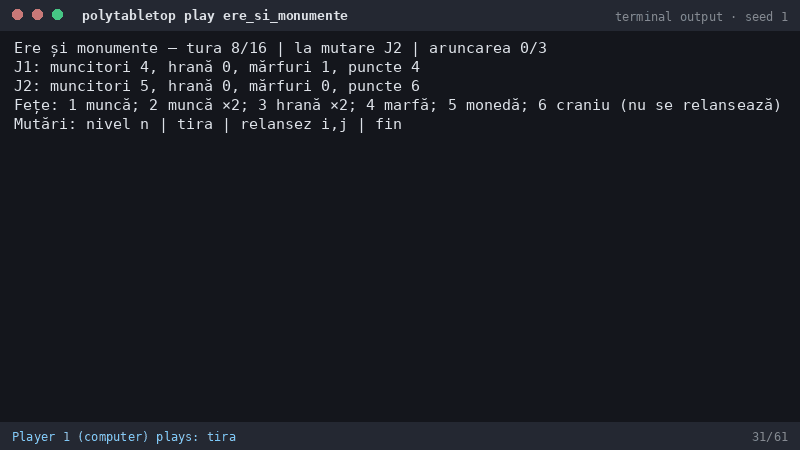 polytabletop play ere_si_monumente
terminal output · seed 1
Ere și monumente — tura 8/16 | la mutare J2 | aruncarea 0/3
J1: muncitori 4, hrană 0, mărfuri 1, puncte 4
J2: muncitori 5, hrană 0, mărfuri 0, puncte 6
Fețe: 1 muncă; 2 muncă ×2; 3 hrană ×2; 4 marfă; 5 monedă; 6 craniu (nu se relansează)
Mutări: nivel n | tira | relansez i,j | fin
Player 1 (computer) plays: tira
31/61